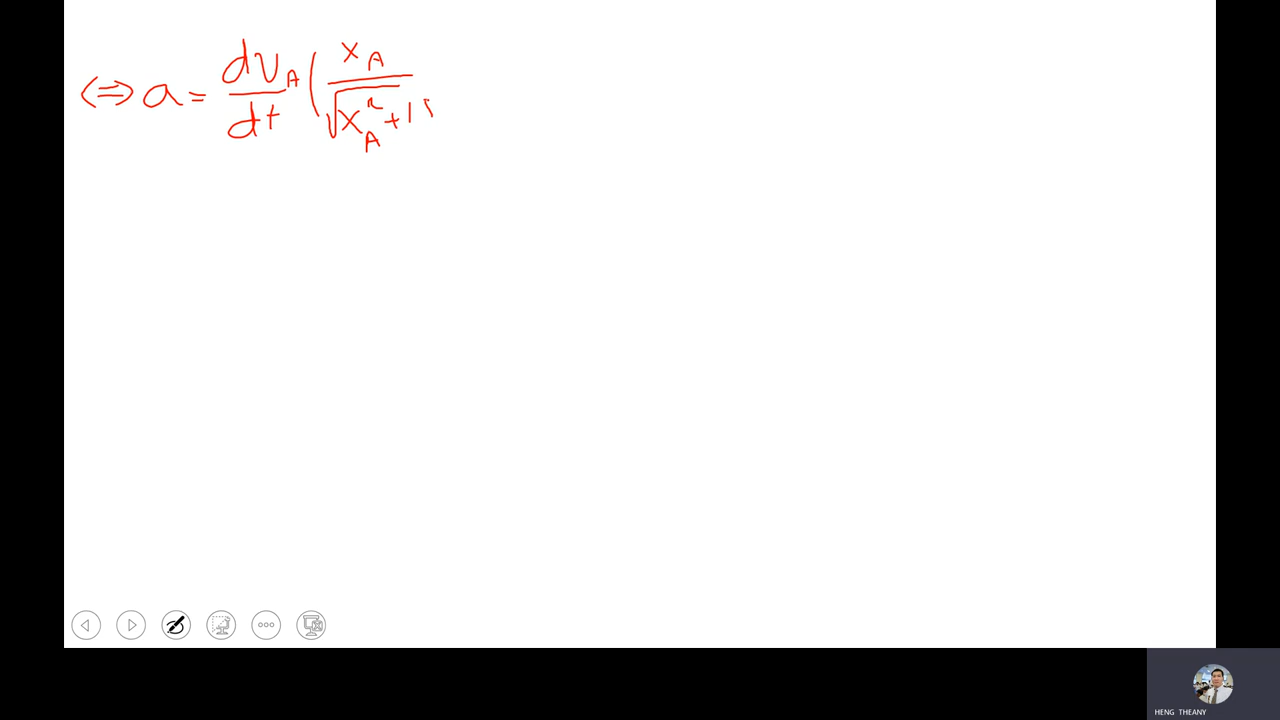 ⇔ a = dv_A/dt ( x_A / √(x_A² + 1
HENG THEANY